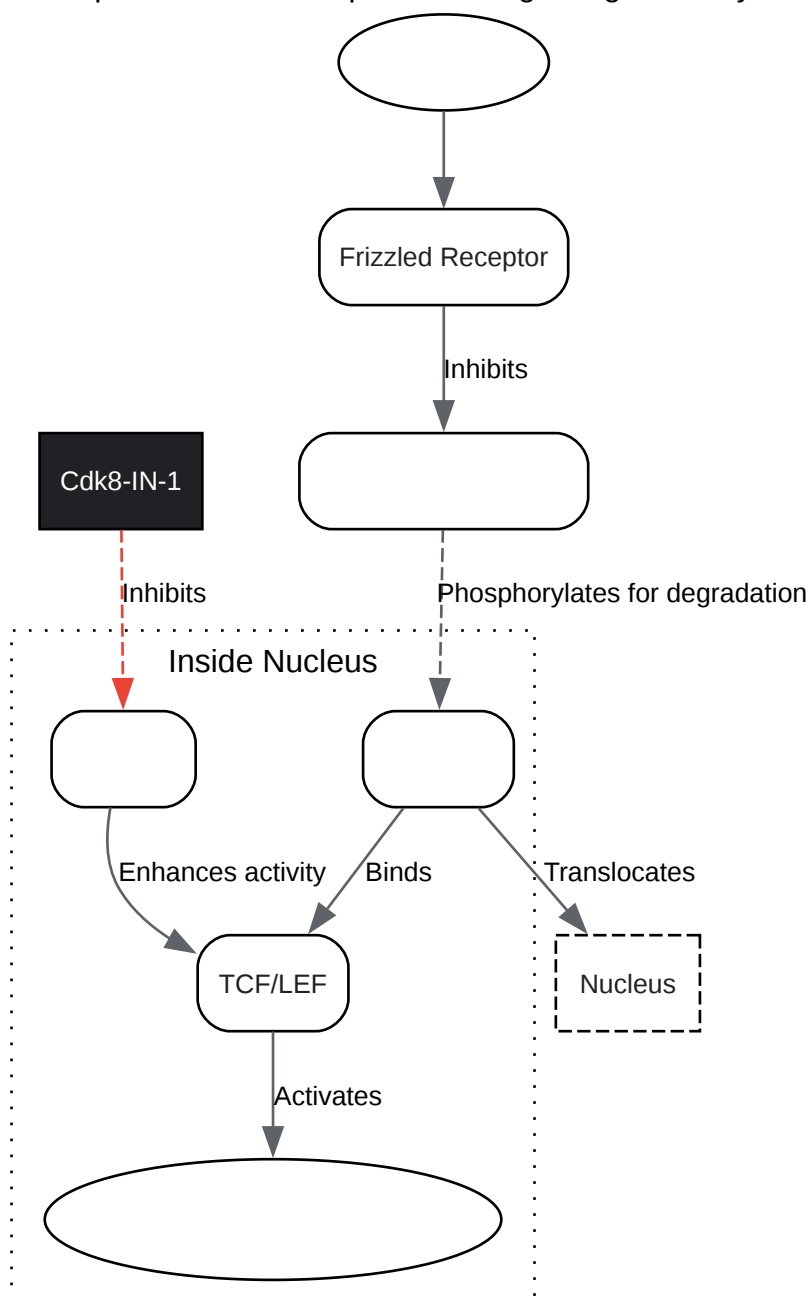 Frizzled Receptor
Inhibits
Cdk8-IN-1
Inhibits
Phosphorylates for degradation
Inside Nucleus
Enhances activity
Binds
Translocates
TCF/LEF
Nucleus
Activates